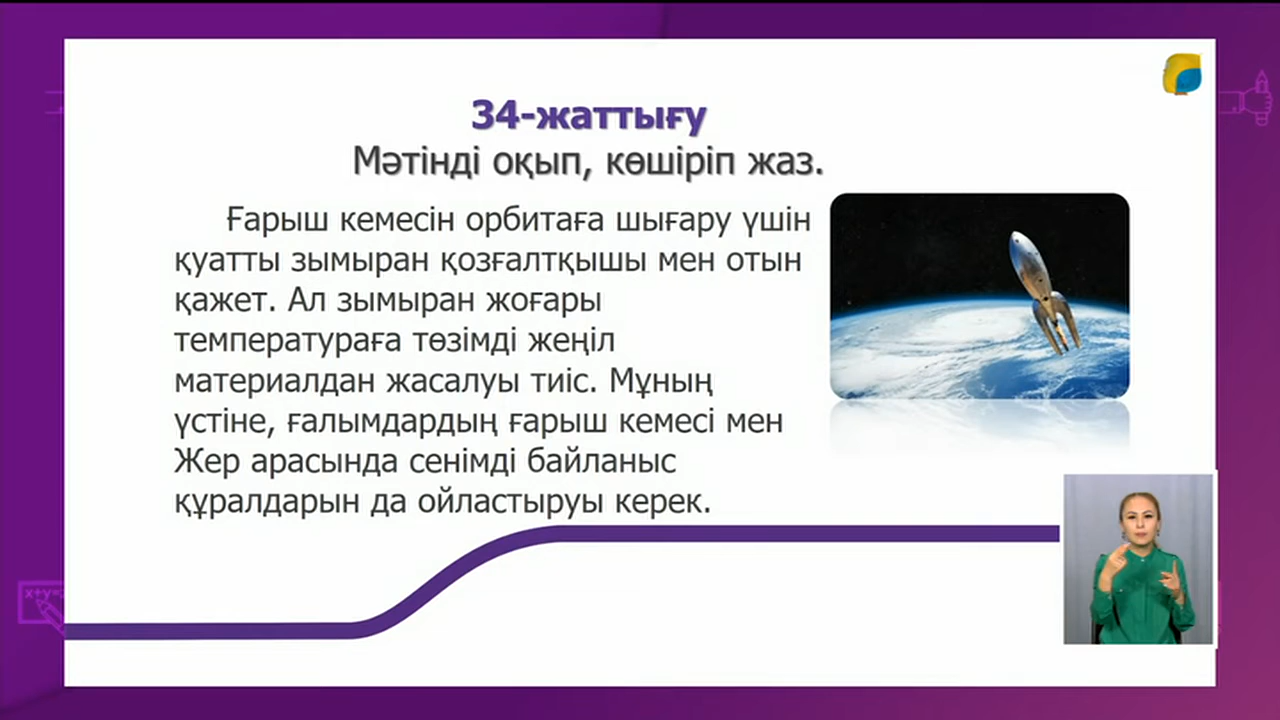 34-жаттығу
Мәтінді оқып, көшіріп жаз.
Ғарыш кемесін орбитаға шығару үшін
қуатты зымыран қозғалтқышы мен отын
қажет. Ал зымыран жоғары
температураға төзімді жеңіл
материалдан жасалуы тиіс. Мұның
үстіне, ғалымдардың ғарыш кемесі мен
Жер арасында сенімді байланыс
құралдарын да ойластыруы керек.
x+y=